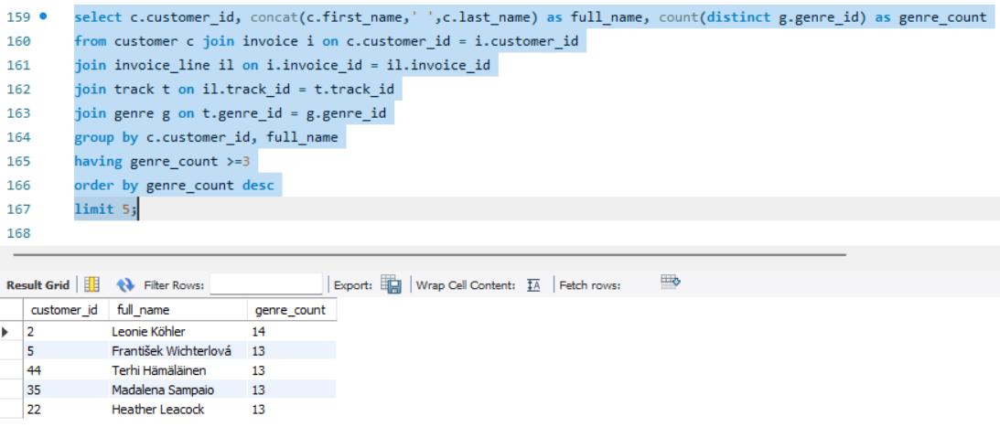 159 select c.customer_id, concat(c.first_name,' ',c.last_name) as full_name, count(distinct g.genre_id) as genre_count
160 from customer c join invoice i on c.customer_id = i.customer_id
161 join invoice_line il on i.invoice_id = il.invoice_id
162 join track t on il.track_id = t.track_id
163 join genre g on t.genre_id = g.genre_id
164 group by c.customer_id, full_name
165 having genre_count >=3
166 order by genre_count desc
167 limit 5;
168
Result Grid Filter Rows: Export: Wrap Cell Content: IA Fetch rows:
customer_id full_name genre_count
2 Leonie Köhler 14
5 František Wichterlová 13
44 Terhi Hämäläinen 13
35 Madalena Sampaio 13
22 Heather Leacock 13